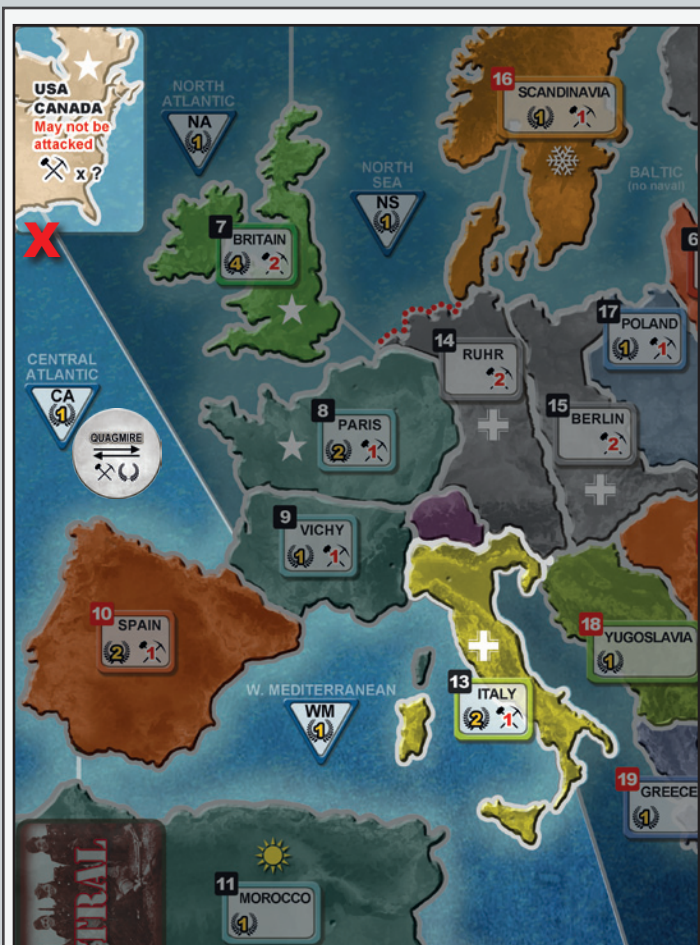 USA
CANADA
May not be
attacked
x ?
X
NORTH
ATLANTIC
NA
1
16
SCANDINAVIA
1 1
NORTH
SEA
NS
1
BALTIC
(no naval)
7
BRITAIN
4 2
6
17
POLAND
1 1
14
RUHR
2
CENTRAL
ATLANTIC
CA
1
QUAGMIRE
8
PARIS
2 1
15
BERLIN
2
9
VICHY
1 1
10
SPAIN
2 1
18
YUGOSLAVIA
1
W. MEDITERRANEAN
WM
1
13
ITALY
2 1
19
GREECE
1
TRAL
11
MOROCCO
1